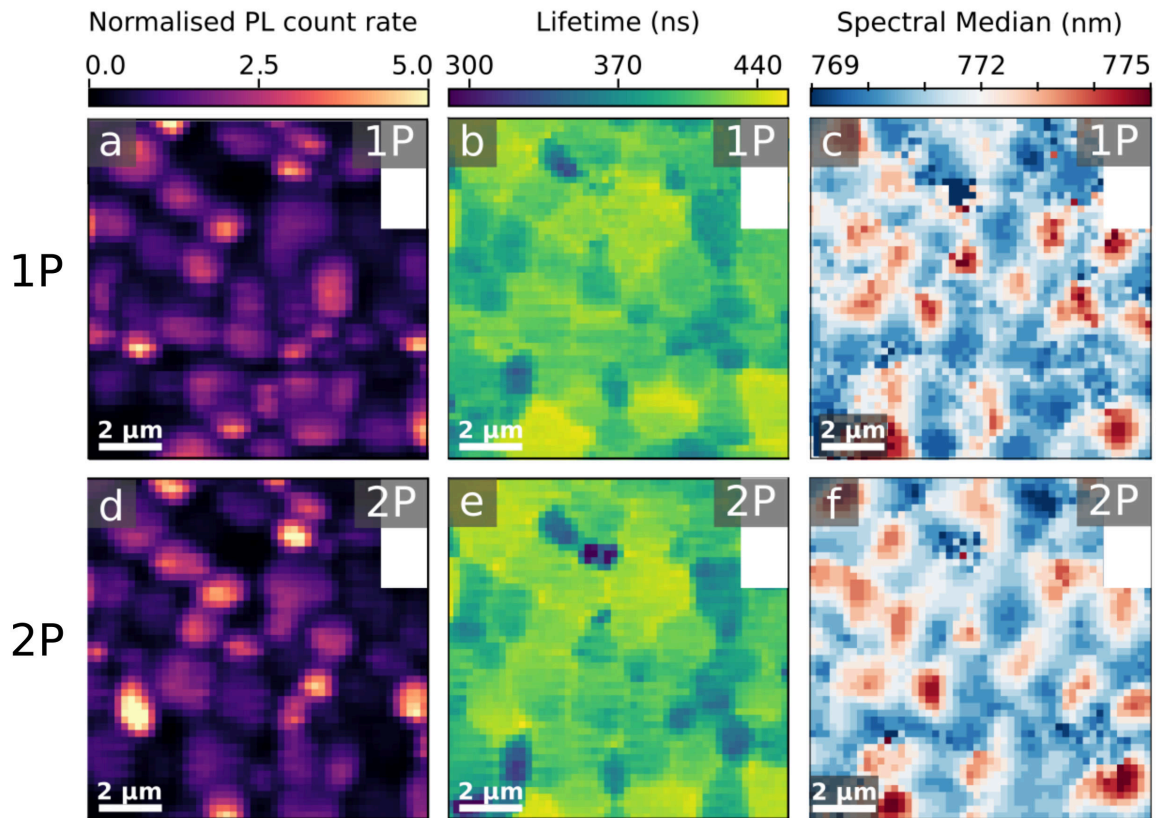 Normalised PL count rate
0.0 2.5 5.0
Lifetime (ns)
300 370 440
Spectral Median (nm)
769 772 775
1P
a 1P
2 µm
b 1P
2 µm
c 1P
2 µm
2P
d 2P
2 µm
e 2P
2 µm
f 2P
2 µm